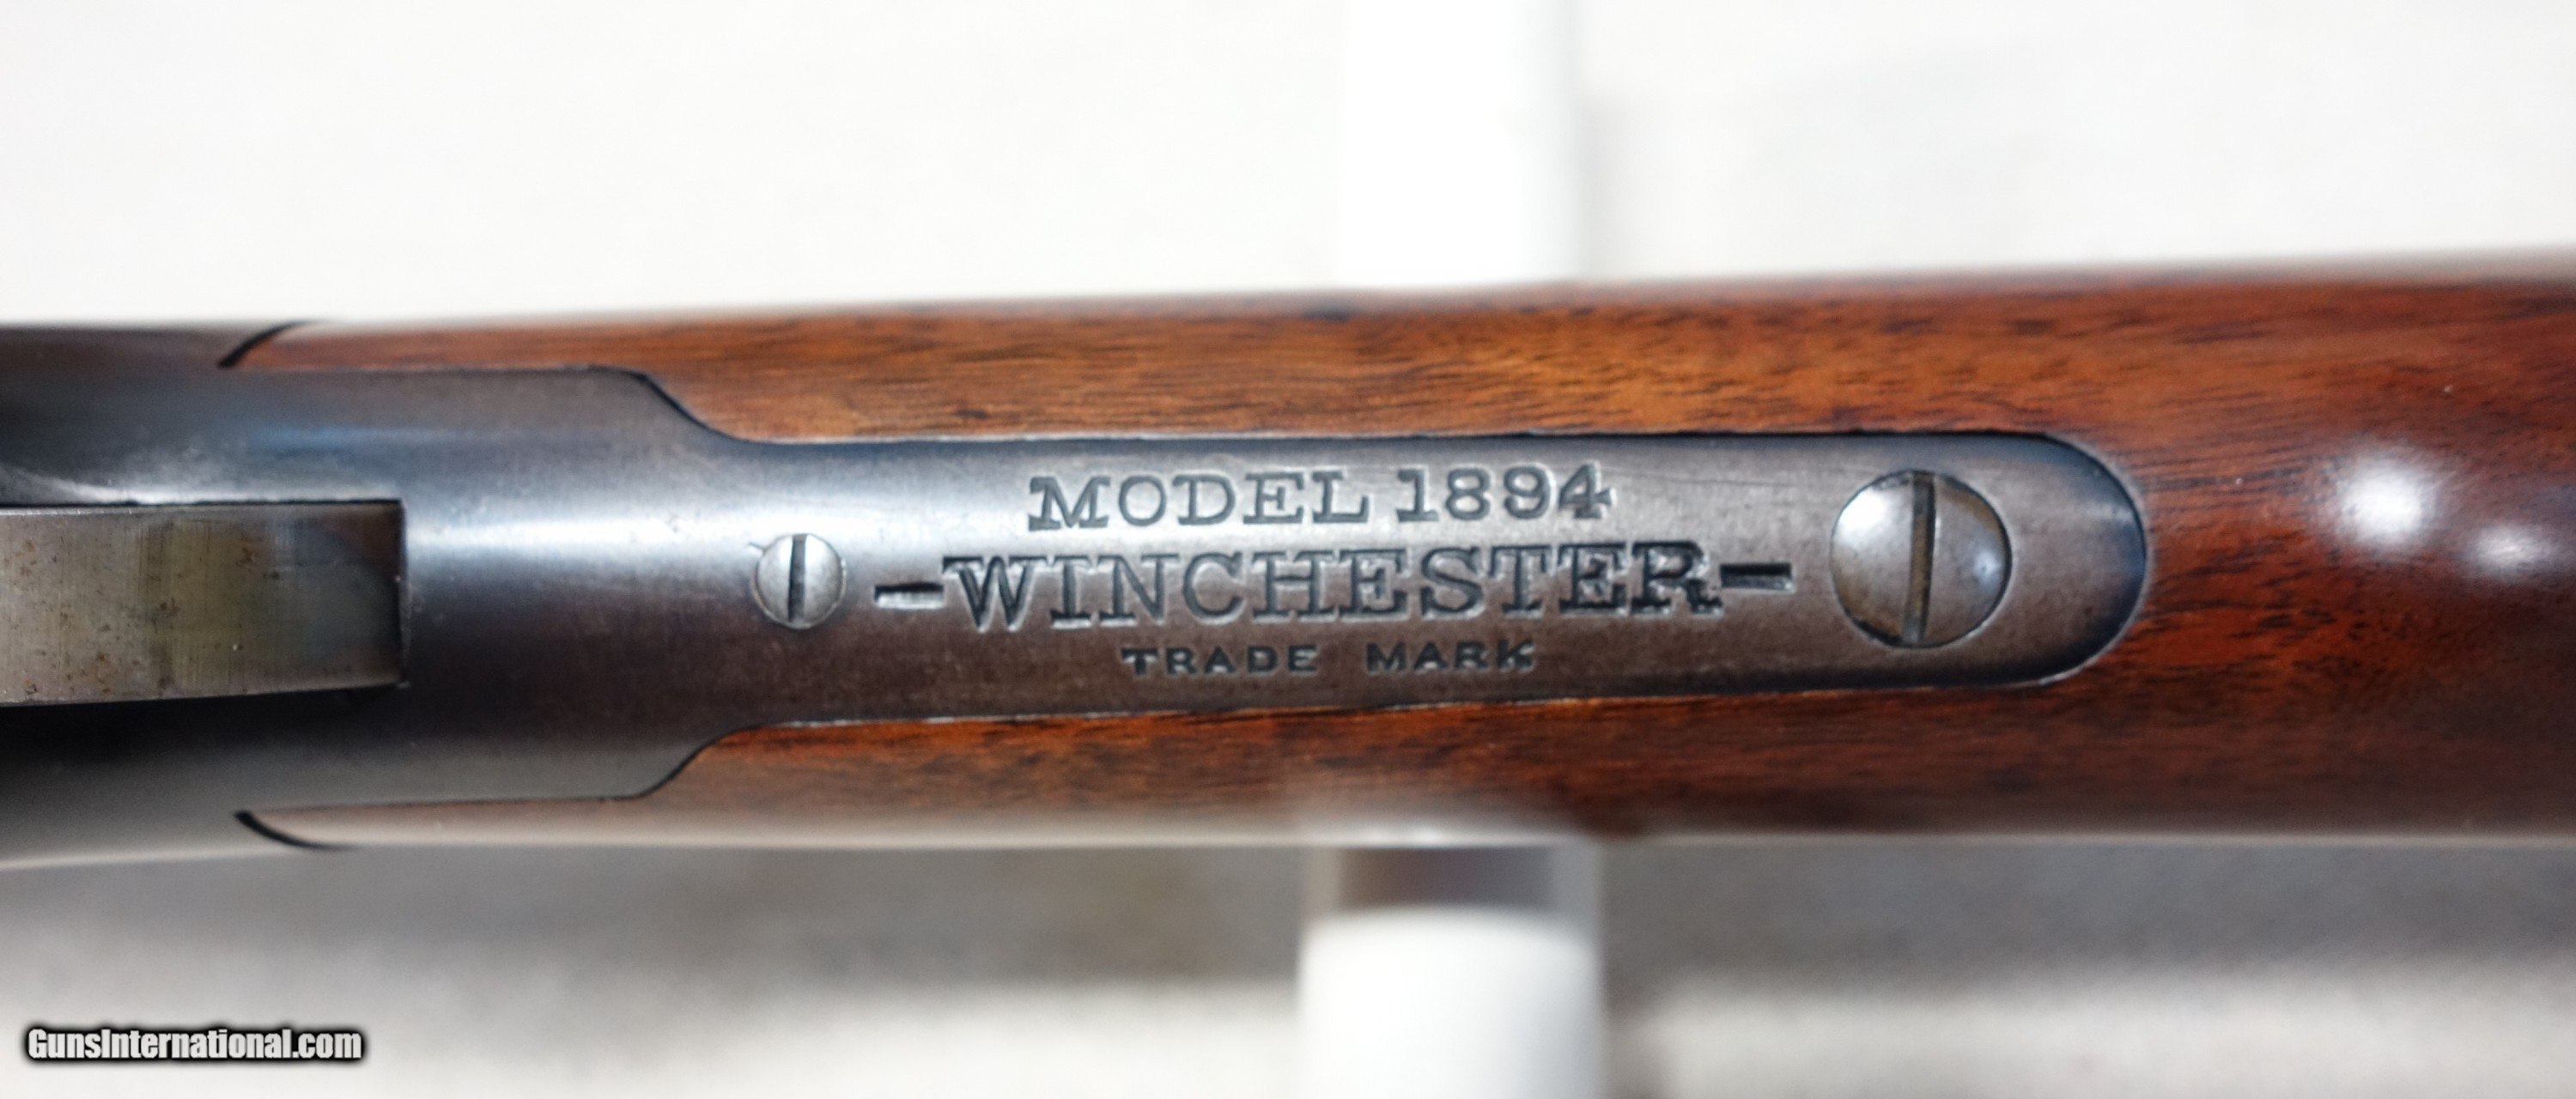 MODEL 1894
-WINCHESTER-
TRADE MARK
GunsInternational.com